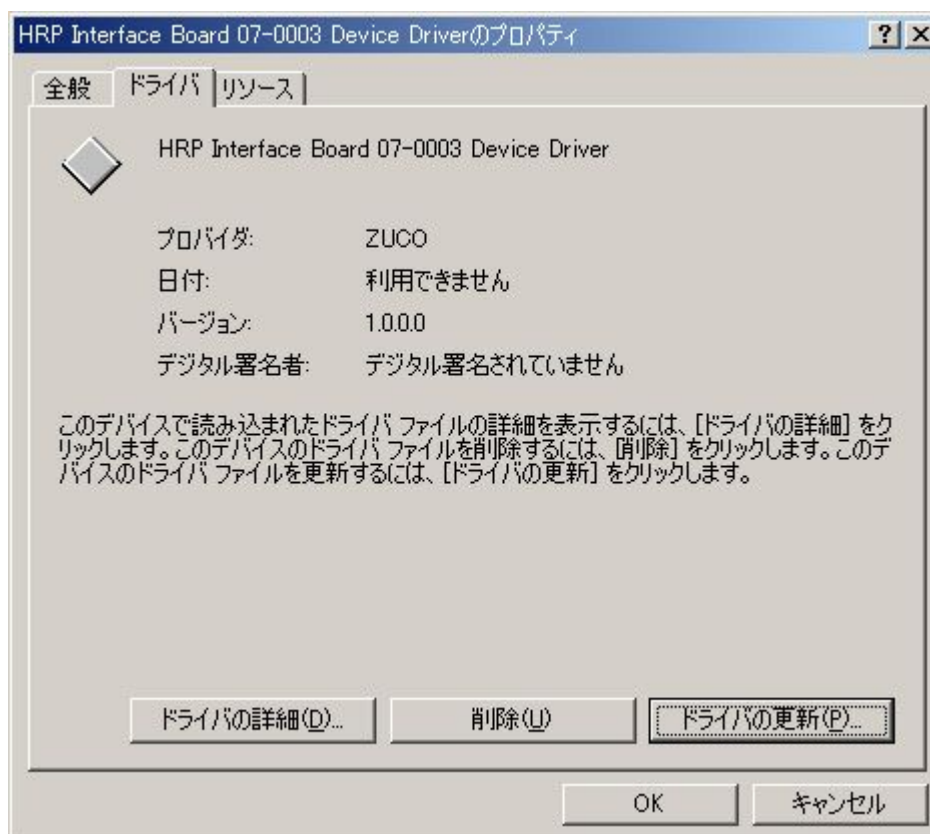 HRP Interface Board 07-0003 Device Driverのプロパティ
全般 ドライバ リソース
HRP Interface Board 07-0003 Device Driver
プロバイダ: ZUCO
日付: 利用できません
バージョン: 1.0.0.0
デジタル署名者: デジタル署名されていません
このデバイスで読み込まれたドライバ ファイルの詳細を表示するには、[ドライバの詳細] をク
リックします。このデバイスのドライバ ファイルを削除するには、[削除] をクリックします。このデ
バイスのドライバ ファイルを更新するには、[ドライバの更新] をクリックします。
ドライバの詳細(D)... 削除(U) ドライバの更新(P)...
OK キャンセル